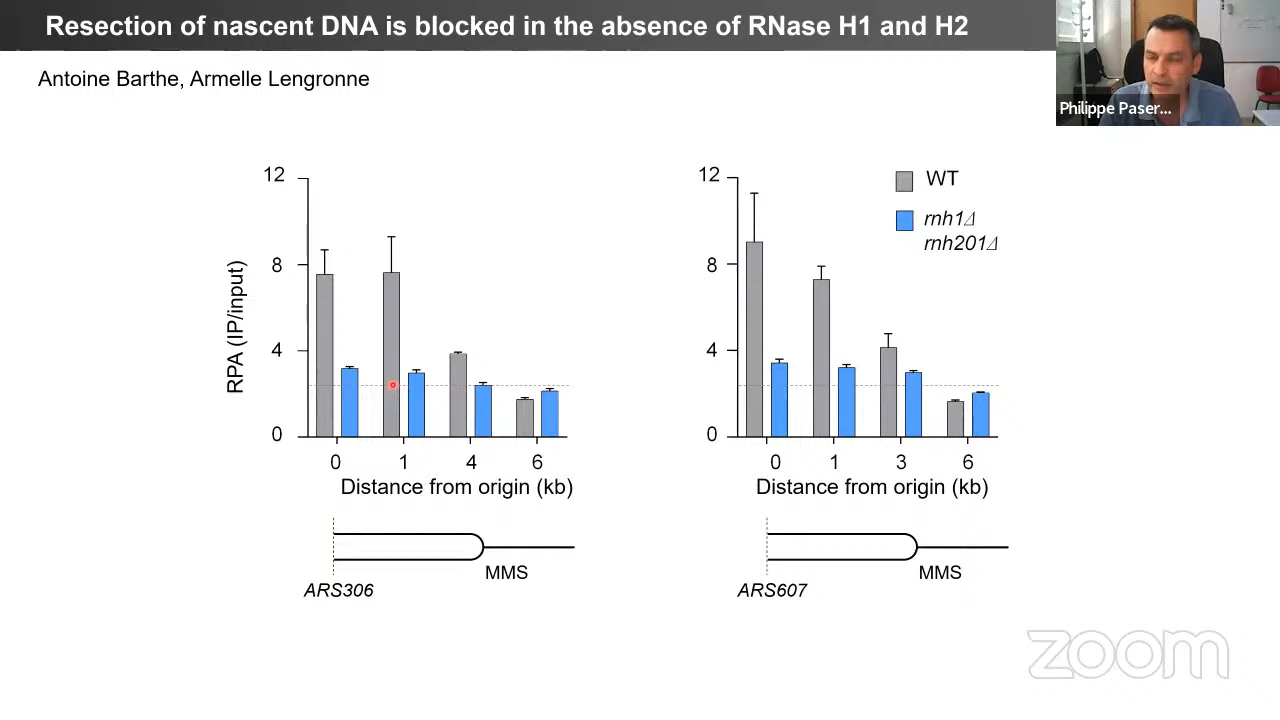 Resection of nascent DNA is blocked in the absence of RNase H1 and H2
Antoine Barthe, Armelle Lengronne
Philippe Paser...
12
8
4
0
RPA (IP/input)
0 1 4 6
Distance from origin (kb)
MMS
ARS306
12
8
4
0
WT
rnh1Δ
rnh201Δ
0 1 3 6
Distance from origin (kb)
MMS
ARS607
zoom